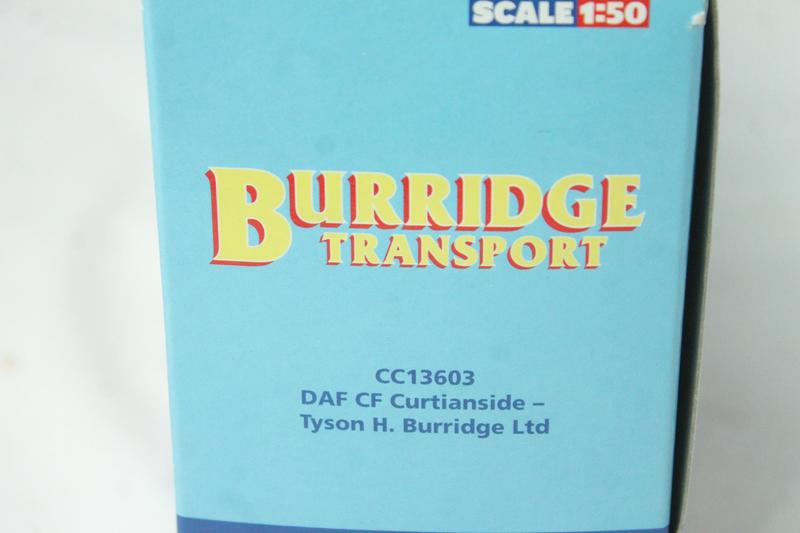 SCALE 1:50
BURRIDGE
TRANSPORT
CC13603
DAF CF Curtianside –
Tyson H. Burridge Ltd